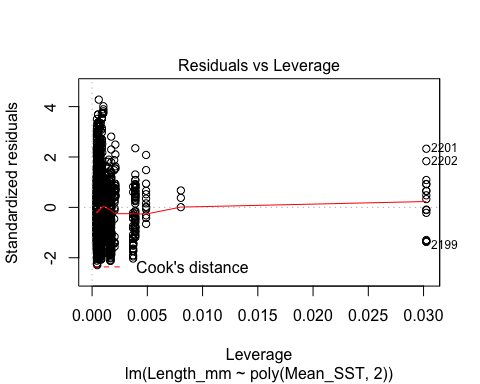 Residuals vs Leverage
Standardized residuals
4
2
0
-2
2201
2202
2199
Cook's distance
0.000 0.005 0.010 0.015 0.020 0.025 0.030
Leverage
lm(Length_mm ~ poly(Mean_SST, 2))